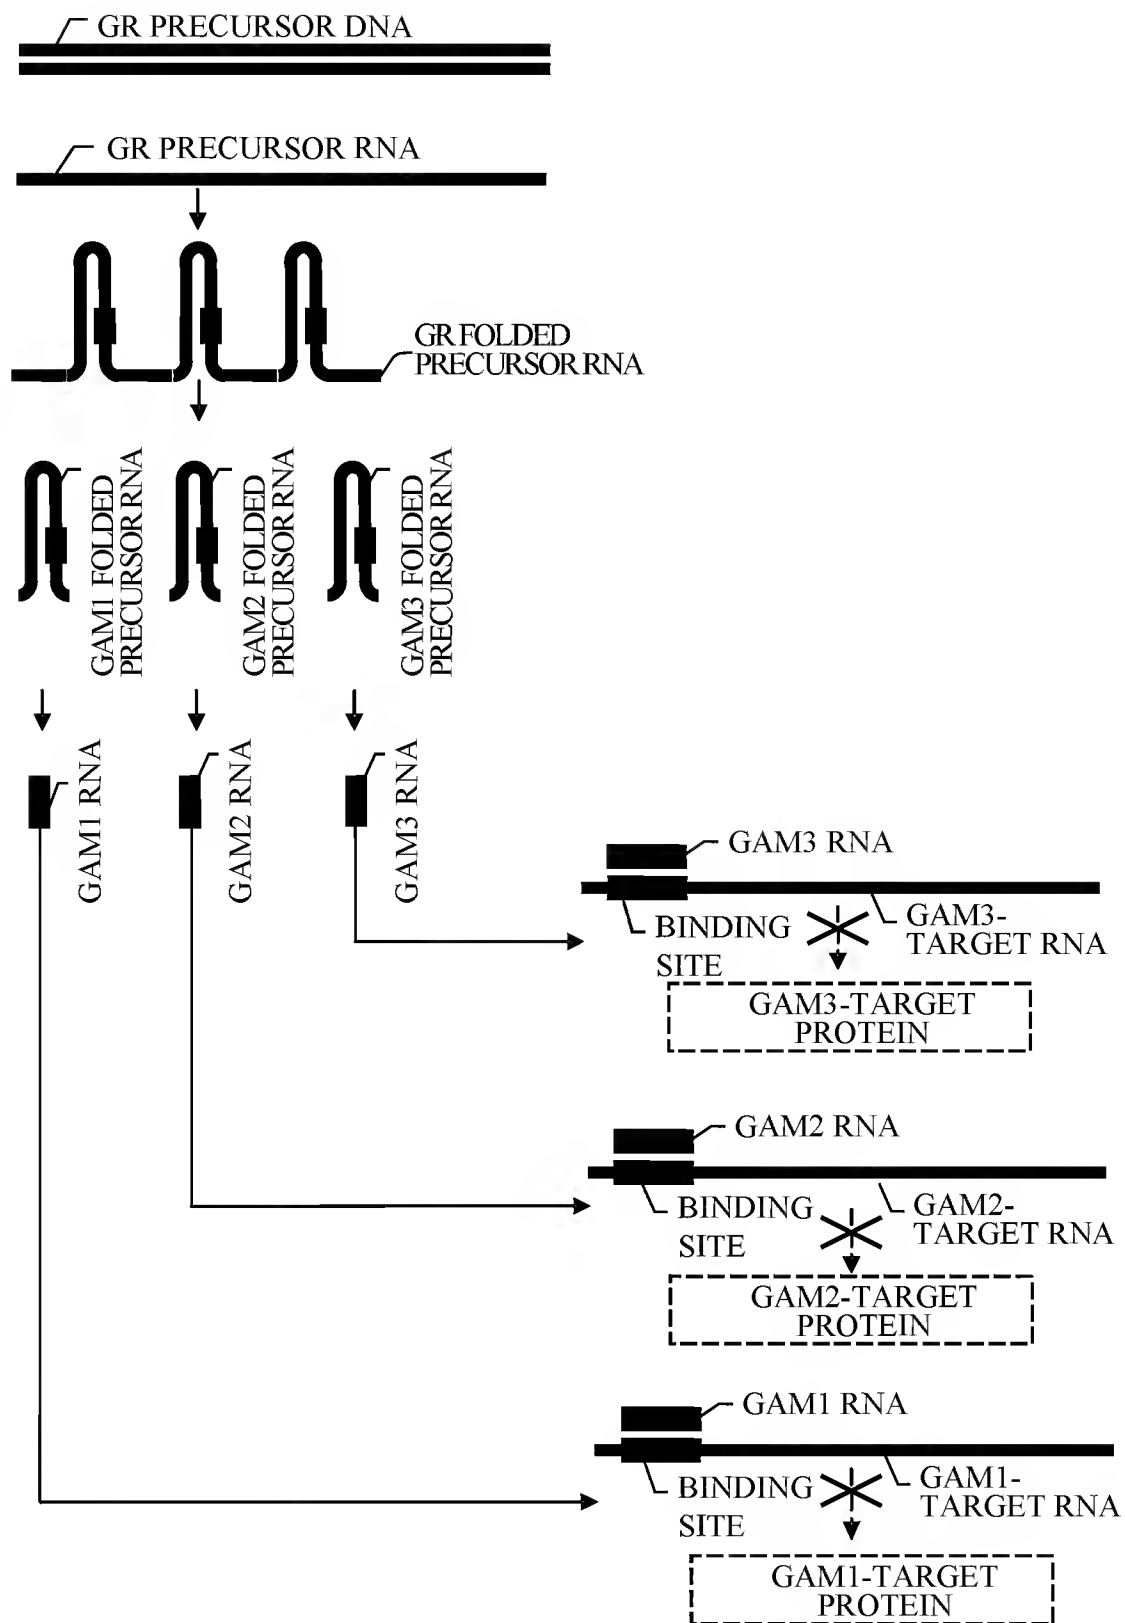 GR PRECURSOR DNA
GR PRECURSOR RNA
GR FOLDED
PRECURSOR RNA
GAM1 FOLDED
PRECURSOR RNA
GAM2 FOLDED
PRECURSOR RNA
GAM3 FOLDED
PRECURSOR RNA
GAM1 RNA
GAM2 RNA
GAM3 RNA
GAM3 RNA
BINDING
SITE
GAM3-
TARGET RNA
GAM3-TARGET
PROTEIN
GAM2 RNA
BINDING
SITE
GAM2-
TARGET RNA
GAM2-TARGET
PROTEIN
GAM1 RNA
BINDING
SITE
GAM1-
TARGET RNA
GAM1-TARGET
PROTEIN